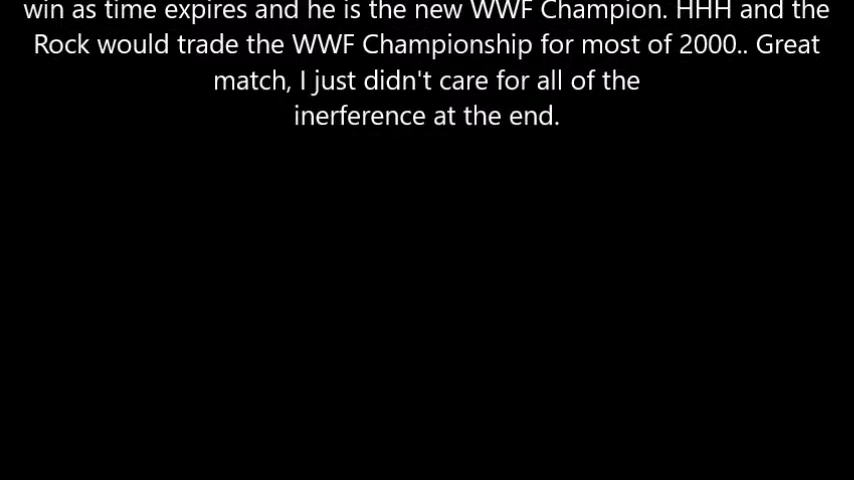 win as time expires and he is the new WWF Champion. HHH and the
Rock would trade the WWF Championship for most of 2000.. Great
match, I just didn't care for all of the
inerference at the end.